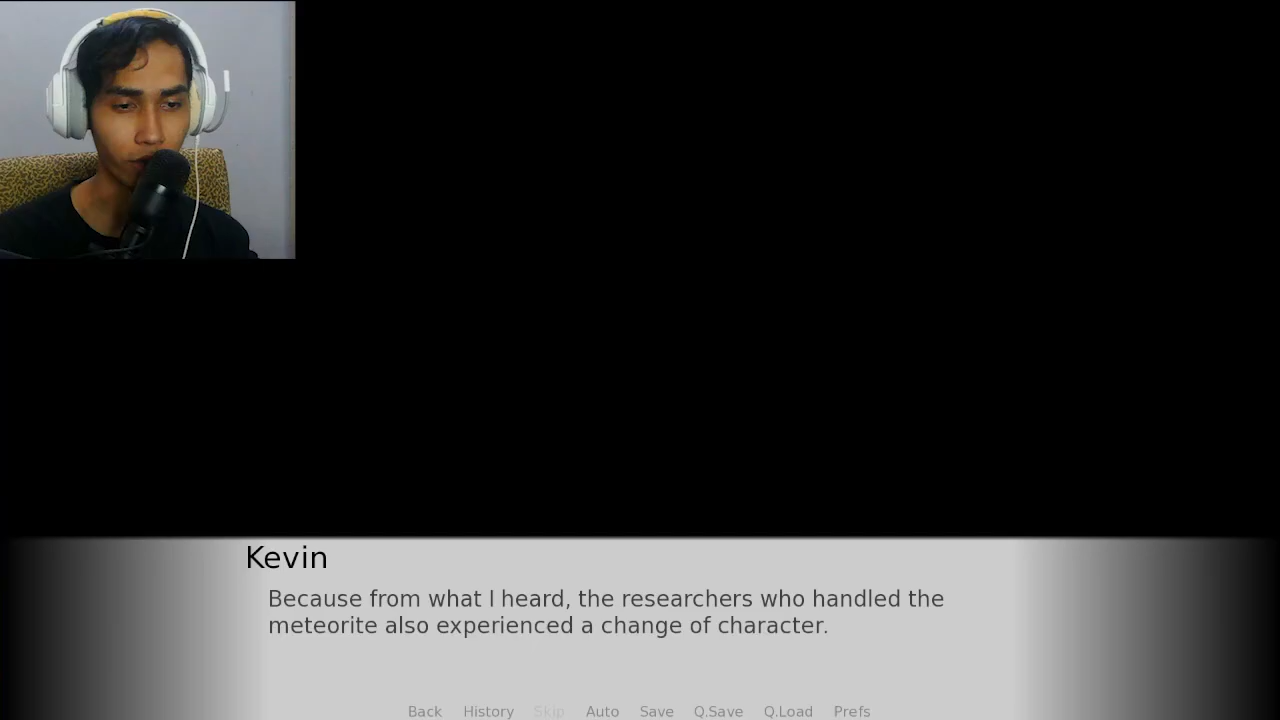 Kevin
Because from what I heard, the researchers who handled the
meteorite also experienced a change of character.
Back History Skip Auto Save Q.Save Q.Load Prefs